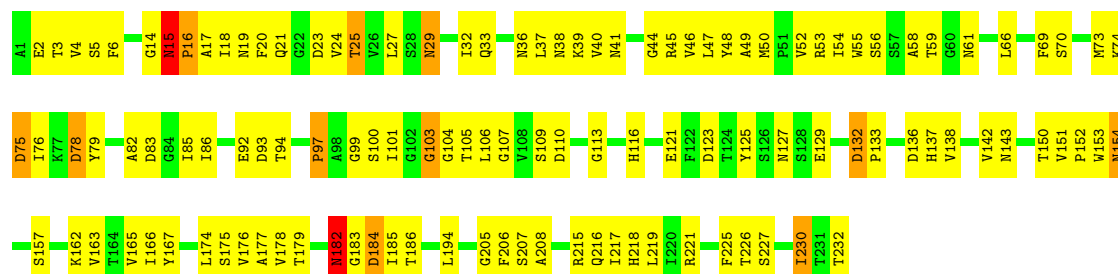 A1 E2 T3 V4 S5 F6 G14 N15 P16 A17 I18 N19 F20 Q21 G22 D23 V24 T25 V26 L27 S28 N29 I32 Q33 N36 L37 N38 K39 V40 N41 G44 R45 V46 L47 Y48 A49 M50 P51 V52 R53 I54 W55 S56 S57 A58 T59 G60 N61 L66 F69 S70 M73 K74
D75 I76 K77 D78 Y79 A82 D83 G84 I85 I86 E92 D93 T94 P97 A98 G99 S100 I101 G102 G103 G104 T105 L106 G107 V108 S109 D110 G113 H116 E121 F122 D123 T124 Y125 S126 N127 S128 E129 D132 P133 D136 H137 V138 V142 N143 T150 V151 P152 W153 N154
S157 K162 V163 T164 V165 I166 Y167 L174 S175 V176 A177 V178 T179 N182 G183 D184 I185 T186 L194 G205 F206 S207 A208 R215 Q216 I217 H218 L219 I220 R221 F225 T226 S227 I230 T231 T232